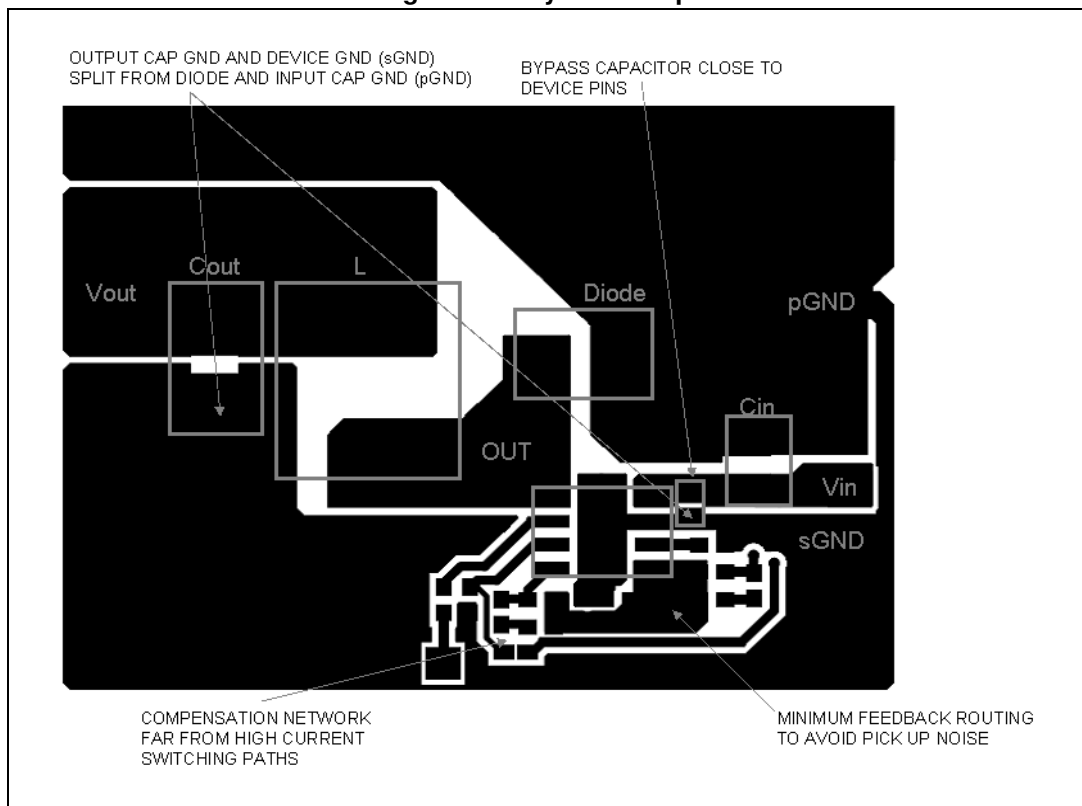 OUTPUT CAP GND AND DEVICE GND (sGND)
SPLIT FROM DIODE AND INPUT CAP GND (pGND)
BYPASS CAPACITOR CLOSE TO
DEVICE PINS
Cout
L
Vout
Diode
pGND
Cin
OUT
Vin
sGND
COMPENSATION NETWORK
FAR FROM HIGH CURRENT
SWITCHING PATHS
MINIMUM FEEDBACK ROUTING
TO AVOID PICK UP NOISE